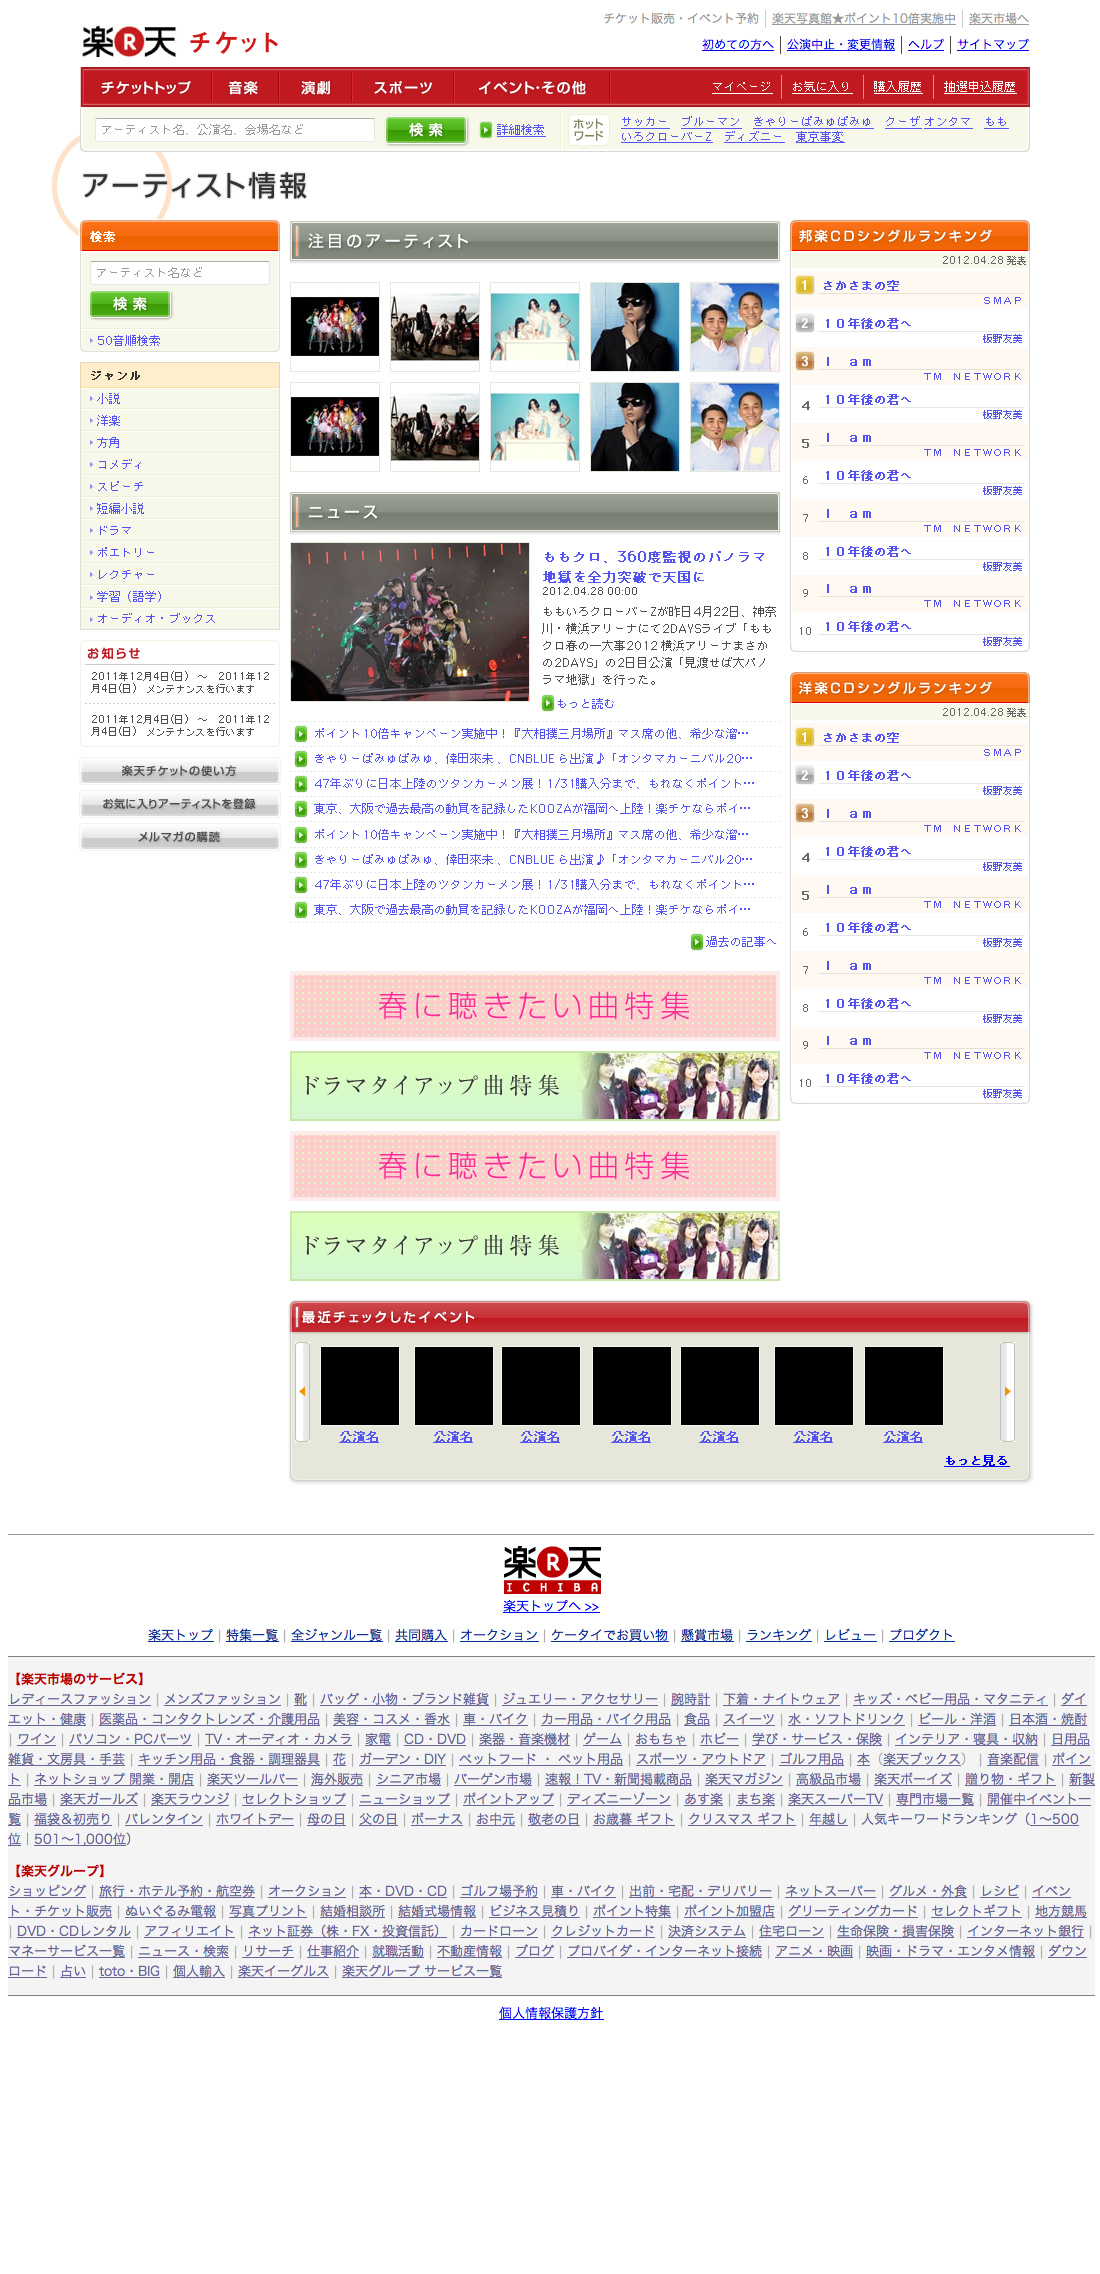 チケット販売・イベント予約 楽天写真館★ポイント10倍実施中 楽天市場へ
楽天 チケット
初めての方へ 公演中止・変更情報 ヘルプ サイトマップ
チケットトップ 音楽 演劇 スポーツ イベント・その他 マイページ お気に入り 購入履歴 抽選申込履歴
アーティスト名、公演名、会場名など 検索 詳細検索 ホットワード サッカー ブルーマン きゃりーぱみゅぱみゅ クーザ オンタマ もも
いろクローバーZ ディズニー 東京事変
アーティスト情報
検索
アーティスト名など
検索
50音順検索
ジャンル
小説
洋楽
方角
コメディ
スピーチ
短編小説
ドラマ
ポエトリー
レクチャー
学習（語学）
オーディオ・ブックス
お知らせ
2011年12月4日(日) ～ 2011年12
月4日(日) メンテナンスを行います
2011年12月4日(日) ～ 2011年12
月4日(日) メンテナンスを行います
楽天チケットの使い方
お気に入りアーティストを登録
メルマガの購読
注目のアーティスト
ニュース
ももクロ、360度監視のパノラマ
地獄を全力突破で天国に
2012.04.28 00:00
ももいろクローバーZが昨日4月22日、神奈
川・横浜アリーナにて2DAYSライブ「もも
クロ春の一大事2012 横浜アリーナまさか
の2DAYS」の2日目公演「見渡せば大パノ
ラマ地獄」を行った。
もっと読む
ポイント10倍キャンペーン実施中！『大相撲三月場所』マス席の他、希少な溜…
きゃりーぱみゅぱみゅ、倖田來未 、CNBLUE ら出演♪「オンタマカーニバル20…
47年ぶりに日本上陸のツタンカーメン展！1/31購入分まで、もれなくポイント…
東京、大阪で過去最高の動員を記録したKOOZAが福岡へ上陸！楽チケならポイ…
ポイント10倍キャンペーン実施中！『大相撲三月場所』マス席の他、希少な溜…
きゃりーぱみゅぱみゅ、倖田來未 、CNBLUE ら出演♪「オンタマカーニバル20…
47年ぶりに日本上陸のツタンカーメン展！1/31購入分まで、もれなくポイント…
東京、大阪で過去最高の動員を記録したKOOZAが福岡へ上陸！楽チケならポイ…
過去の記事へ
春に聴きたい曲特集
ドラマタイアップ曲特集
春に聴きたい曲特集
ドラマタイアップ曲特集
邦楽CDシングルランキング
2012.04.28 発表
1 さかさまの空
SMAP
2 １０年後の君へ
板野友美
3 Ｉ ａｍ
TM NETWORK
4 １０年後の君へ
板野友美
5 Ｉ ａｍ
TM NETWORK
6 １０年後の君へ
板野友美
7 Ｉ ａｍ
TM NETWORK
8 １０年後の君へ
板野友美
9 Ｉ ａｍ
TM NETWORK
10 １０年後の君へ
板野友美
洋楽CDシングルランキング
2012.04.28 発表
1 さかさまの空
SMAP
2 １０年後の君へ
板野友美
3 Ｉ ａｍ
TM NETWORK
4 １０年後の君へ
板野友美
5 Ｉ ａｍ
TM NETWORK
6 １０年後の君へ
板野友美
7 Ｉ ａｍ
TM NETWORK
8 １０年後の君へ
板野友美
9 Ｉ ａｍ
TM NETWORK
10 １０年後の君へ
板野友美
最近チェックしたイベント
公演名 公演名 公演名 公演名 公演名 公演名 公演名
もっと見る
楽天
ICHIBA
楽天トップへ >>
楽天トップ | 特集一覧 | 全ジャンル一覧 | 共同購入 | オークション | ケータイでお買い物 | 懸賞市場 | ランキング | レビュー | プロダクト
【楽天市場のサービス】
レディースファッション | メンズファッション | 靴 | バッグ・小物・ブランド雑貨 | ジュエリー・アクセサリー | 腕時計 | 下着・ナイトウェア | キッズ・ベビー用品・マタニティ | ダイ
エット・健康 | 医薬品・コンタクトレンズ・介護用品 | 美容・コスメ・香水 | 車・バイク | カー用品・バイク用品 | 食品 | スイーツ | 水・ソフトドリンク | ビール・洋酒 | 日本酒・焼酎
| ワイン | パソコン・PCパーツ | TV・オーディオ・カメラ | 家電 | CD・DVD | 楽器・音楽機材 | ゲーム | おもちゃ | ホビー | 学び・サービス・保険 | インテリア・寝具・収納 | 日用品
雑貨・文房具・手芸 | キッチン用品・食器・調理器具 | 花 | ガーデン・DIY | ペットフード ・ ペット用品 | スポーツ・アウトドア | ゴルフ用品 | 本（楽天ブックス） | 音楽配信 | ポイン
ト | ネットショップ 開業・開店 | 楽天ツールバー | 海外販売 | シニア市場 | バーゲン市場 | 速報！TV・新聞掲載商品 | 楽天マガジン | 高級品市場 | 楽天ボーイズ | 贈り物・ギフト | 新製
品市場 | 楽天ガールズ | 楽天ラウンジ | セレクトショップ | ニューショップ | ポイントアップ | ディズニーゾーン | あす楽 | まち楽 | 楽天スーパーTV | 専門市場一覧 | 開催中イベント一
覧 | 福袋＆初売り | バレンタイン | ホワイトデー | 母の日 | 父の日 | ボーナス | お中元 | 敬老の日 | お歳暮 ギフト | クリスマス ギフト | 年越し | 人気キーワードランキング（1～500
位 | 501～1,000位）
【楽天グループ】
ショッピング | 旅行・ホテル予約・航空券 | オークション | 本・DVD・CD | ゴルフ場予約 | 車・バイク | 出前・宅配・デリバリー | ネットスーパー | グルメ・外食 | レシピ | イベン
ト・チケット販売 | ぬいぐるみ電報 | 写真プリント | 結婚相談所 | 結婚式場情報 | ビジネス見積り | ポイント特集 | ポイント加盟店 | グリーティングカード | セレクトギフト | 地方競馬
| DVD・CDレンタル | アフィリエイト | ネット証券（株・FX・投資信託） | カードローン | クレジットカード | 決済システム | 住宅ローン | 生命保険・損害保険 | インターネット銀行 |
マネーサービス一覧 | ニュース・検索 | リサーチ | 仕事紹介 | 就職活動 | 不動産情報 | ブログ | プロバイダ・インターネット接続 | アニメ・映画 | 映画・ドラマ・エンタメ情報 | ダウン
ロード | 占い | toto・BIG | 個人輸入 | 楽天イーグルス | 楽天グループ サービス一覧
個人情報保護方針